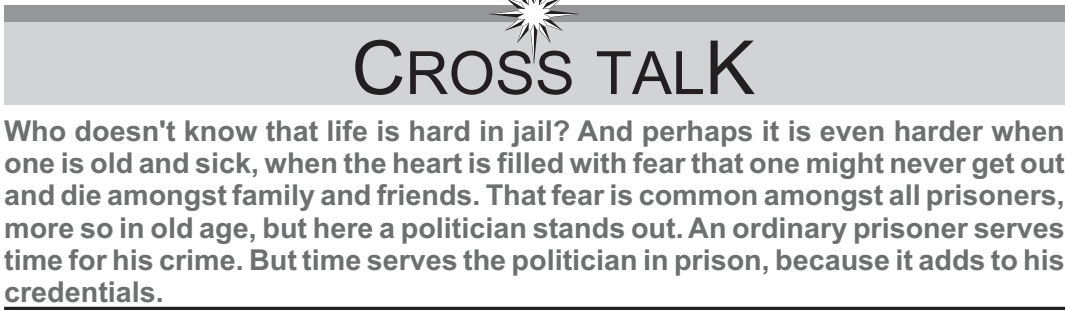 CROSS TALK
Who doesn't know that life is hard in jail? And perhaps it is even harder when
one is old and sick, when the heart is filled with fear that one might never get out
and die amongst family and friends. That fear is common amongst all prisoners,
more so in old age, but here a politician stands out. An ordinary prisoner serves
time for his crime. But time serves the politician in prison, because it adds to his
credentials.